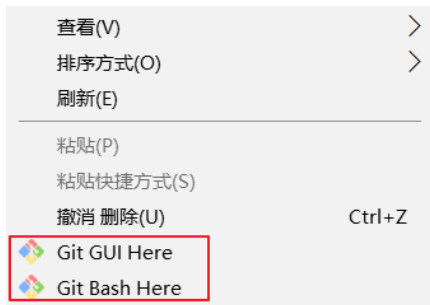 查看(V)
排序方式(O)
刷新(E)
粘贴(P)
粘贴快捷方式(S)
撤消 删除(U) Ctrl+Z
Git GUI Here
Git Bash Here